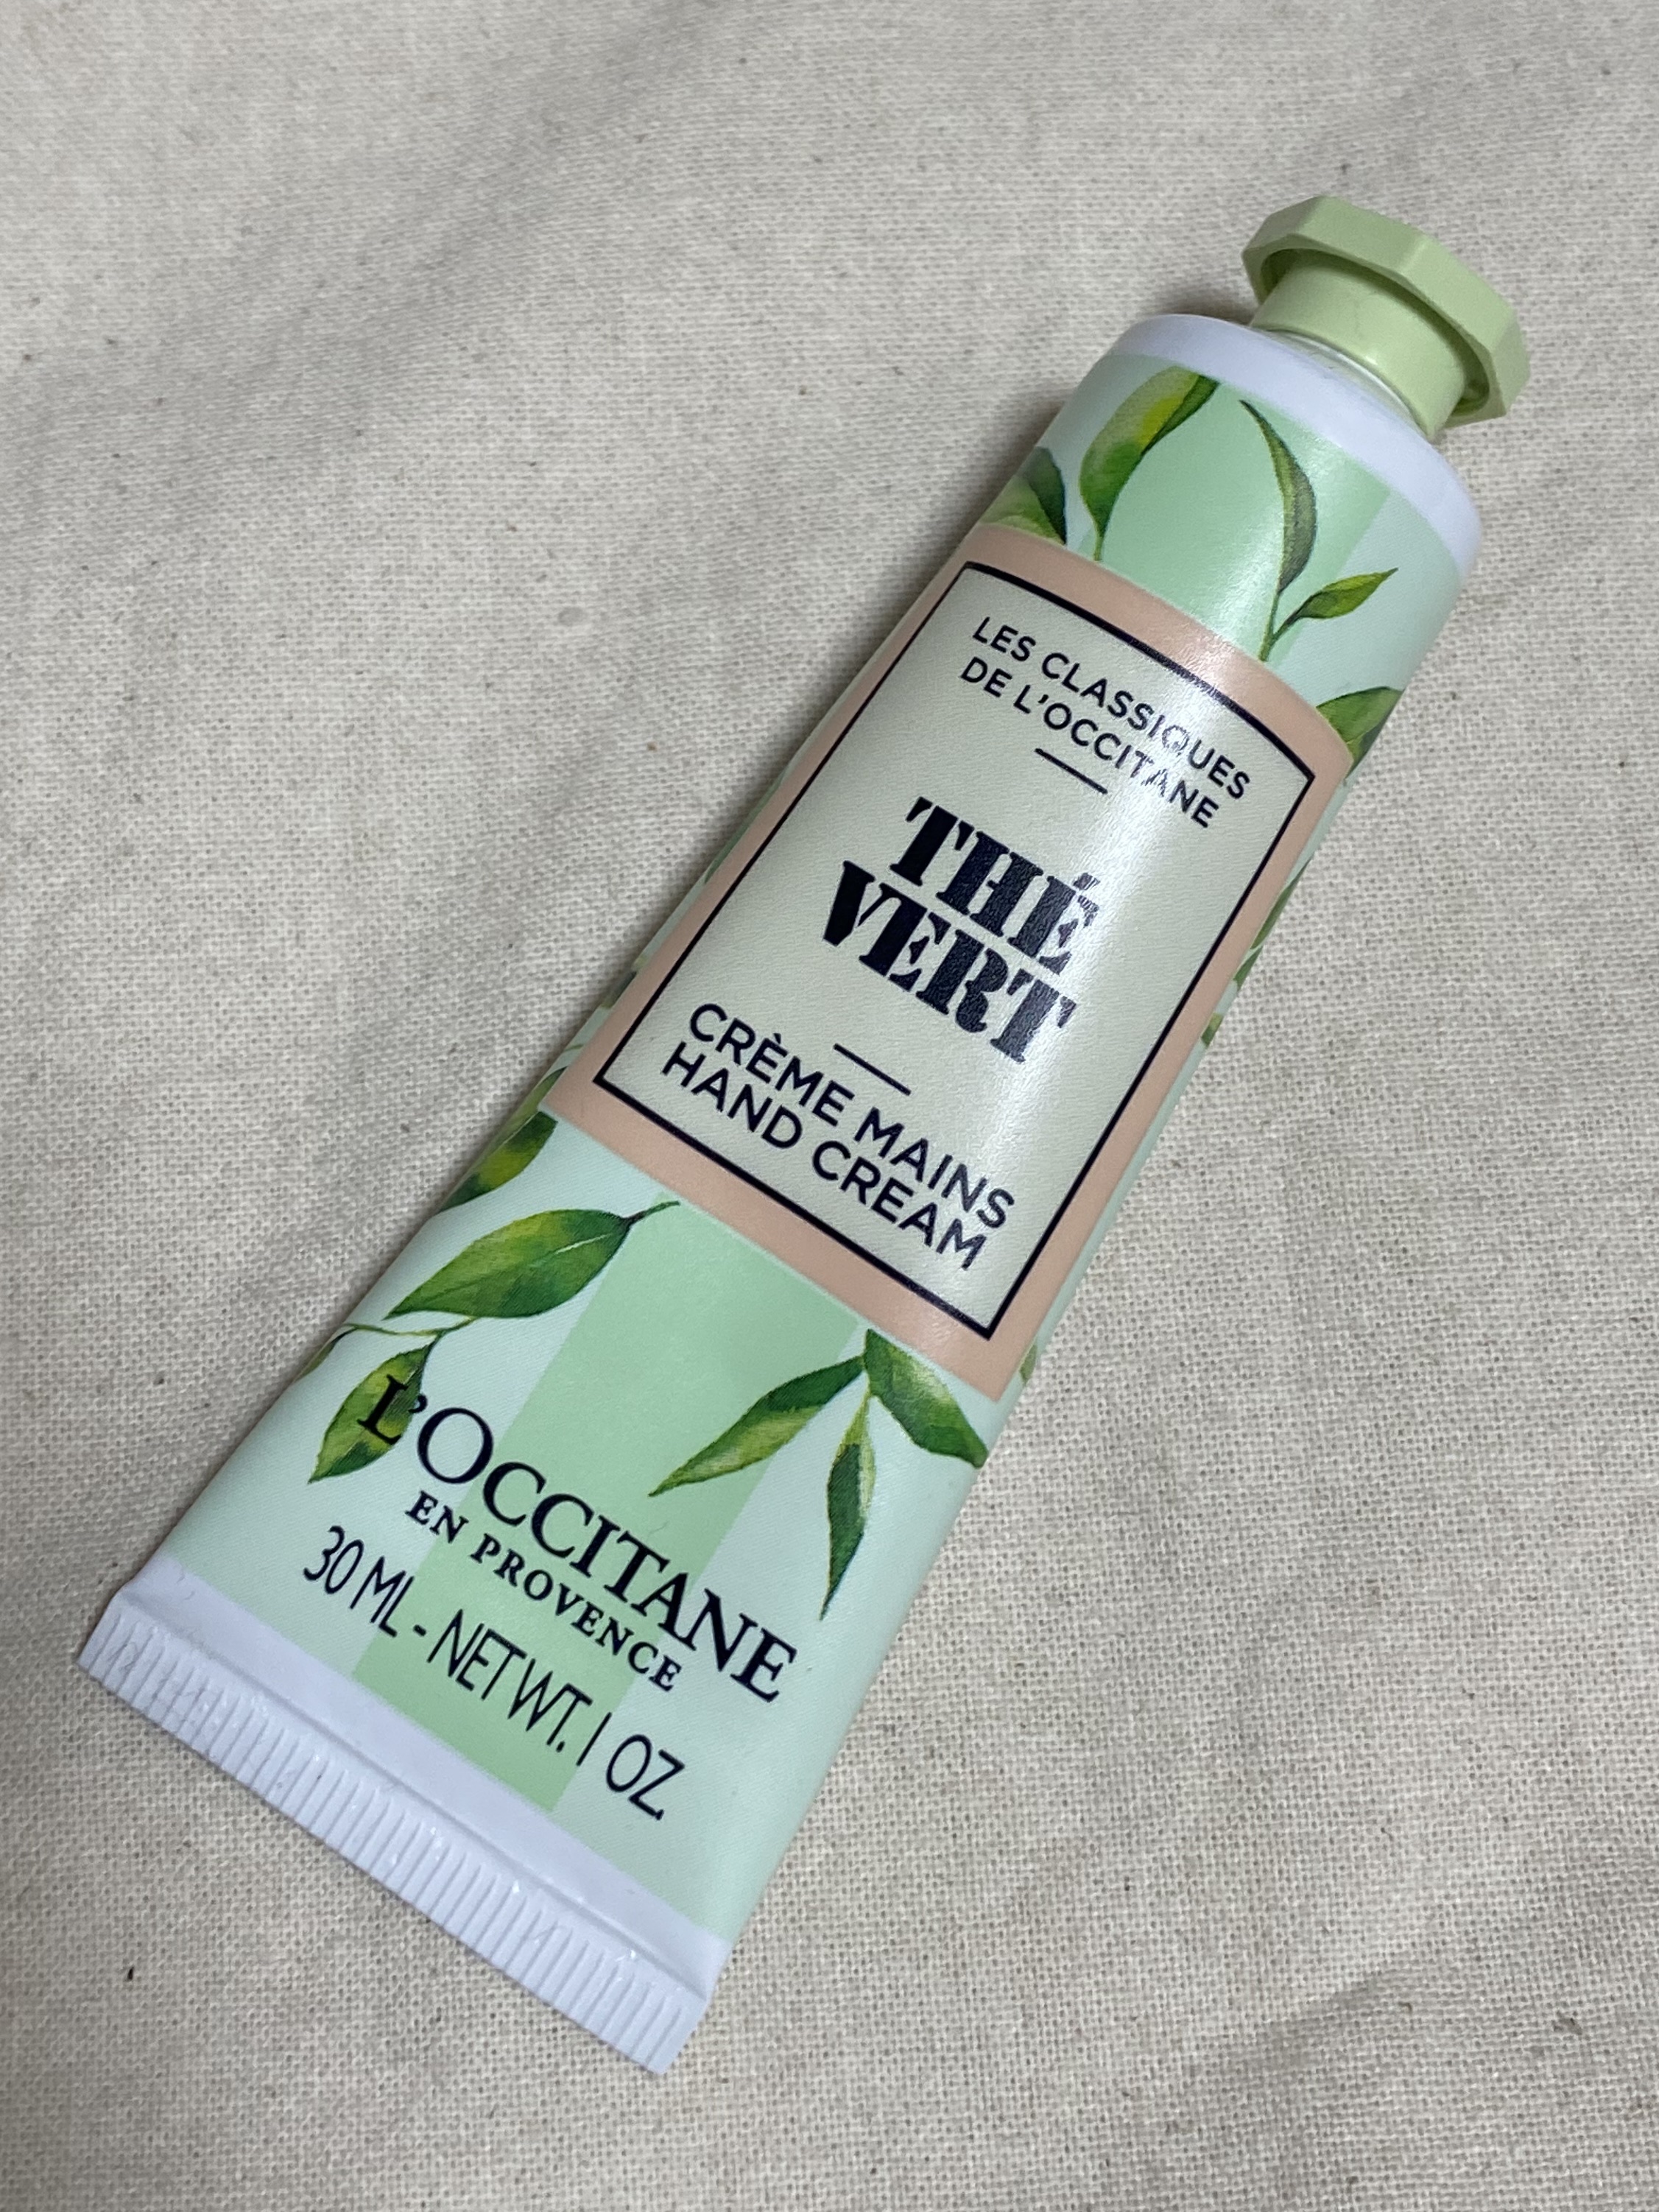 LES CLASSIQUES
DE L'OCCITANE
THÉ
VERT
CRÈME MAINS
HAND CREAM
L'OCCITANE
EN PROVENCE
30 ML - NET WT. 1 OZ